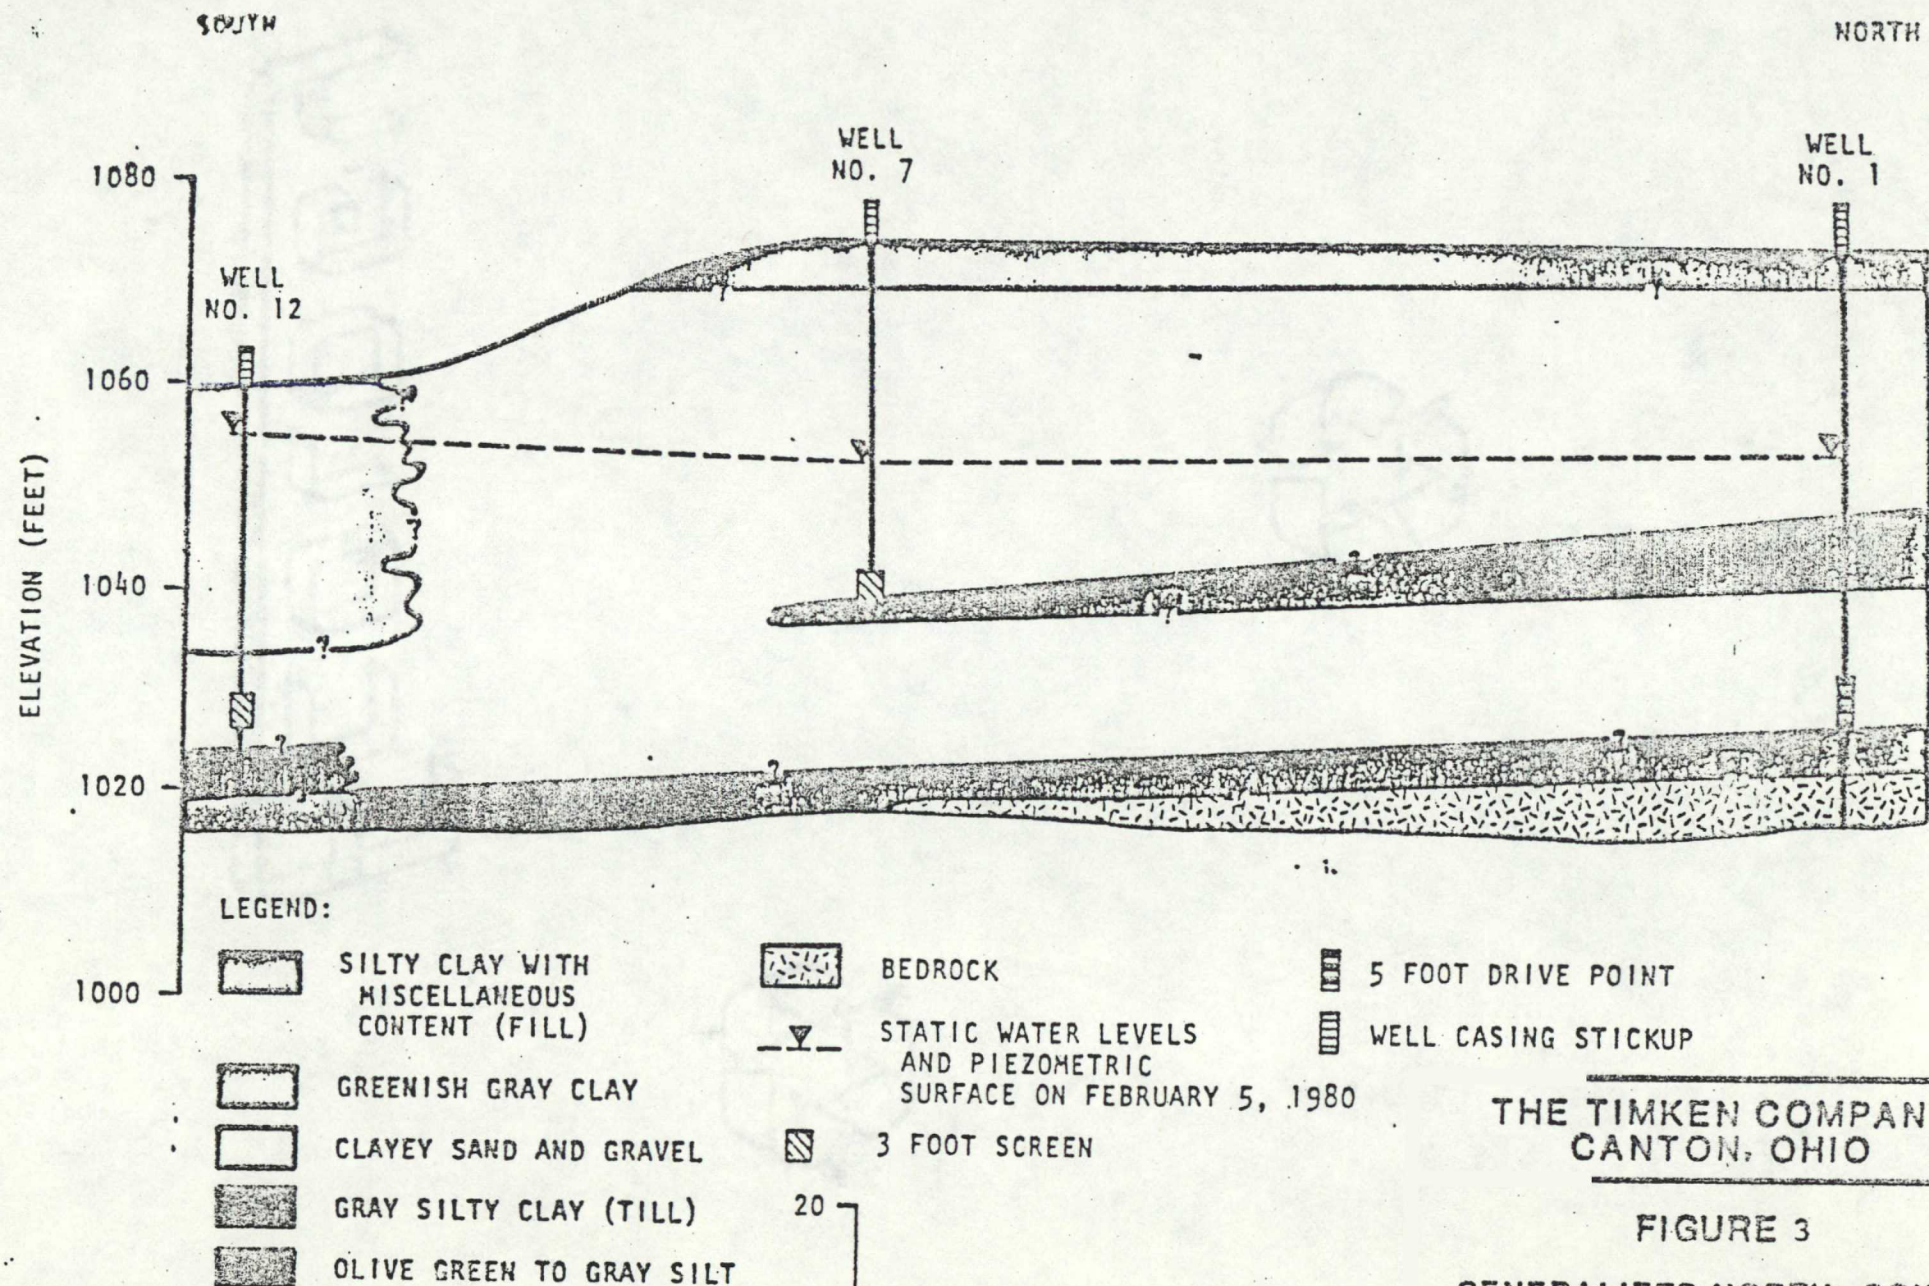 SOUTH
NORTH
WELL
NO. 7
WELL
NO. 1
1080
WELL
NO. 12
1060
?
?
?
?
1040
?
?
?
?
?
?
1020
ELEVATION (FEET)
1000
LEGEND:
SILTY CLAY WITH
MISCELLANEOUS
CONTENT (FILL)
GREENISH GRAY CLAY
CLAYEY SAND AND GRAVEL
GRAY SILTY CLAY (TILL)
OLIVE GREEN TO GRAY SILT
BEDROCK
STATIC WATER LEVELS
AND PIEZOMETRIC
SURFACE ON FEBRUARY 5, 1980
3 FOOT SCREEN
20
5 FOOT DRIVE POINT
WELL CASING STICKUP
THE TIMKEN COMPAN
CANTON, OHIO
FIGURE 3